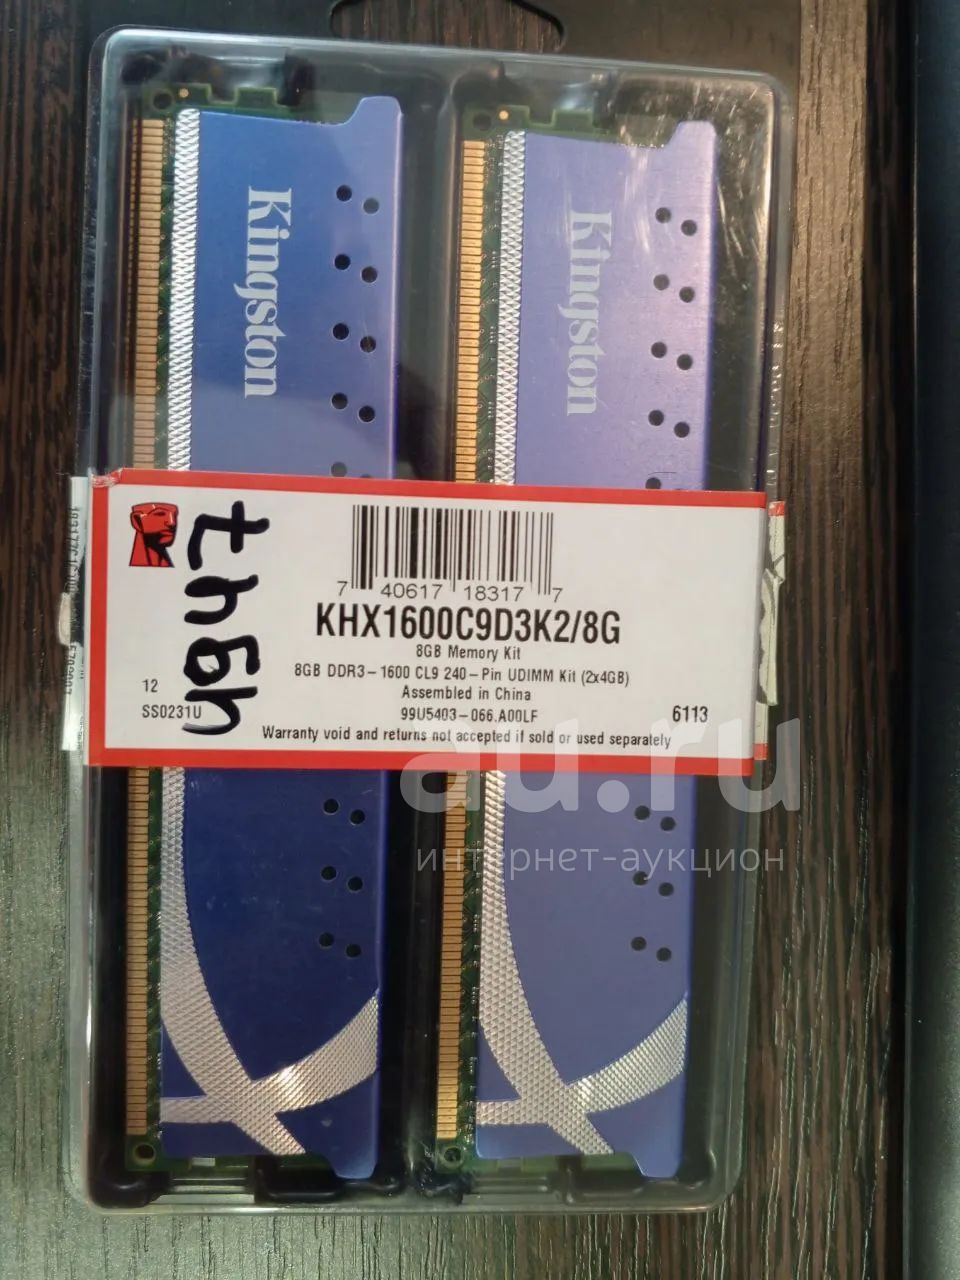 Kingston
Kingston
7 40617 18317 7
KHX1600C9D3K2/8G
8GB Memory Kit
8GB DDR3-1600 CL9 240-Pin UDIMM Kit (2x4GB)
Assembled in China
12
SS0231U
99U5403-066.A00LF
6113
Warranty void and returns not accepted if sold or used separately
au.ru
интернет-аукцион